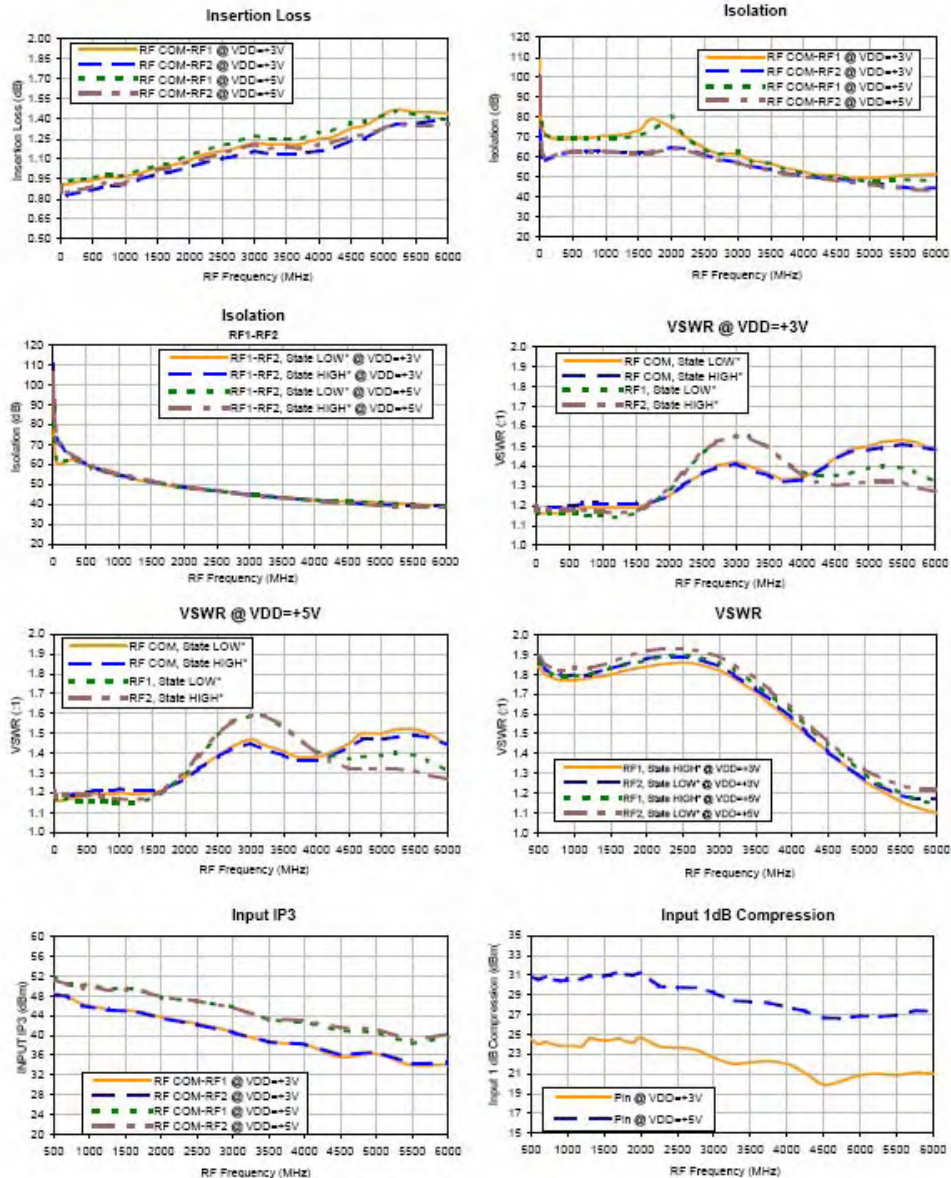 Insertion Loss
Insertion Loss (dB)
2.00
1.85
1.70
1.55
1.40
1.25
1.10
0.95
0.80
0.65
0.50
RF COM-RF1 @ VDD=+3V
RF COM-RF2 @ VDD=+3V
RF COM-RF1 @ VDD=+5V
RF COM-RF2 @ VDD=+5V
0 500 1000 1500 2000 2500 3000 3500 4000 4500 5000 5500 6000
RF Frequency (MHz)
Isolation
Isolation (dB)
120
110
100
90
80
70
60
50
40
30
20
RF COM-RF1 @ VDD=+3V
RF COM-RF2 @ VDD=+3V
RF COM-RF1 @ VDD=+5V
RF COM-RF2 @ VDD=+5V
0 500 1000 1500 2000 2500 3000 3500 4000 4500 5000 5500 6000
RF Frequency (MHz)
Isolation
RF1-RF2
Isolation (dB)
120
110
100
90
80
70
60
50
40
30
20
RF1-RF2, State LOW* @ VDD=+3V
RF1-RF2, State HIGH* @ VDD=+3V
RF1-RF2, State LOW* @ VDD=+5V
RF1-RF2, State HIGH* @ VDD=+5V
0 500 1000 1500 2000 2500 3000 3500 4000 4500 5000 5500 6000
RF Frequency (MHz)
VSWR @ VDD=+3V
VSWR (:1)
2.0
1.9
1.8
1.7
1.6
1.5
1.4
1.3
1.2
1.1
1.0
RF COM, State LOW*
RF COM, State HIGH*
RF1, State LOW*
RF2, State HIGH*
0 500 1000 1500 2000 2500 3000 3500 4000 4500 5000 5500 6000
RF Frequency (MHz)
VSWR @ VDD=+5V
VSWR (:1)
2.0
1.9
1.8
1.7
1.6
1.5
1.4
1.3
1.2
1.1
1.0
RF COM, State LOW*
RF COM, State HIGH*
RF1, State LOW*
RF2, State HIGH*
0 500 1000 1500 2000 2500 3000 3500 4000 4500 5000 5500 6000
RF Frequency (MHz)
VSWR
VSWR (:1)
2.0
1.9
1.8
1.7
1.6
1.5
1.4
1.3
1.2
1.1
1.0
RF1, State HIGH* @ VDD=+3V
RF2, State LOW* @ VDD=+3V
RF1, State HIGH* @ VDD=+5V
RF2, State LOW* @ VDD=+5V
500 1000 1500 2000 2500 3000 3500 4000 4500 5000 5500 6000
RF Frequency (MHz)
Input IP3
INPUT IP3 (dBm)
60
56
52
48
44
40
36
32
28
24
20
RF COM-RF1 @ VDD=+3V
RF COM-RF2 @ VDD=+3V
RF COM-RF1 @ VDD=+5V
RF COM-RF2 @ VDD=+5V
500 1000 1500 2000 2500 3000 3500 4000 4500 5000 5500 6000
RF Frequency (MHz)
Input 1dB Compression
Input 1 dB Compression (dBm)
35
33
31
29
27
25
23
21
19
17
15
Pin @ VDD=+3V
Pin @ VDD=+5V
500 1000 1500 2000 2500 3000 3500 4000 4500 5000 5500 6000
RF Frequency (MHz)